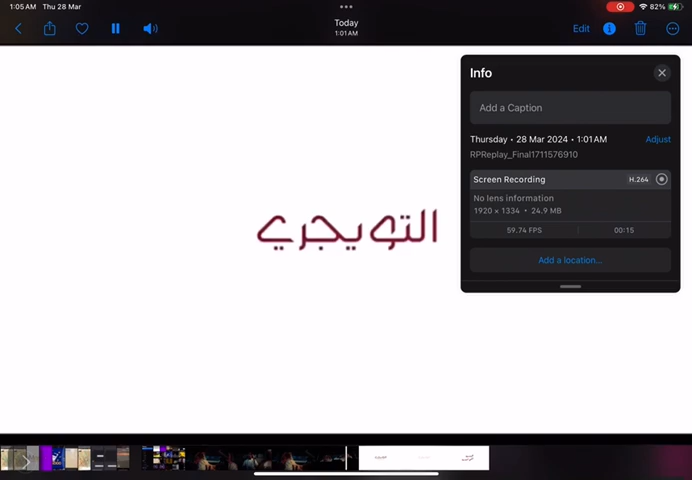 1:05 AM Thu 28 Mar
82%
Today
1:01 AM
Edit
Info
Add a Caption
Thursday • 28 Mar 2024 • 1:01 AM
Adjust
RPReplay_Final1711576910
Screen Recording
H.264
No lens information
1920 × 1334 • 24.9 MB
59.74 FPS
00:15
Add a location...
التويجري